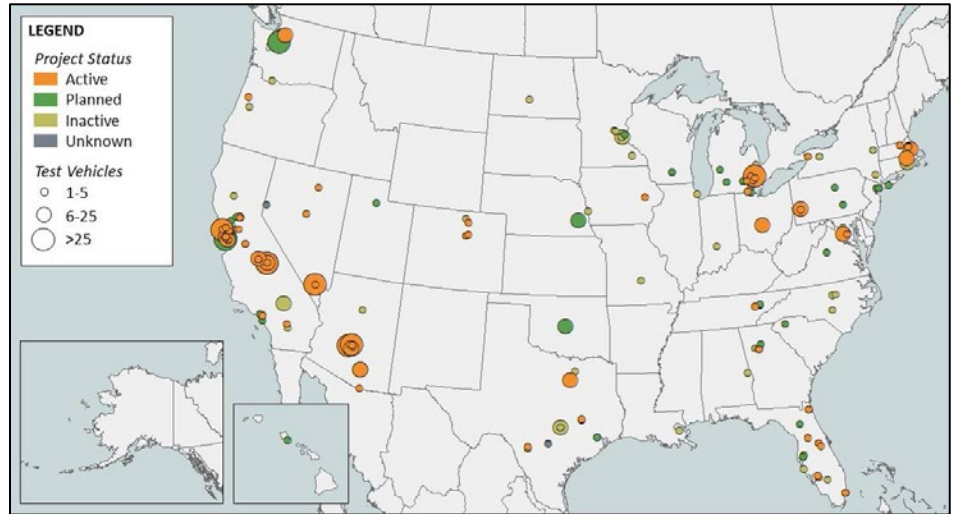 LEGEND
Project Status
Active
Planned
Inactive
Unknown
Test Vehicles
1-5
6-25
>25